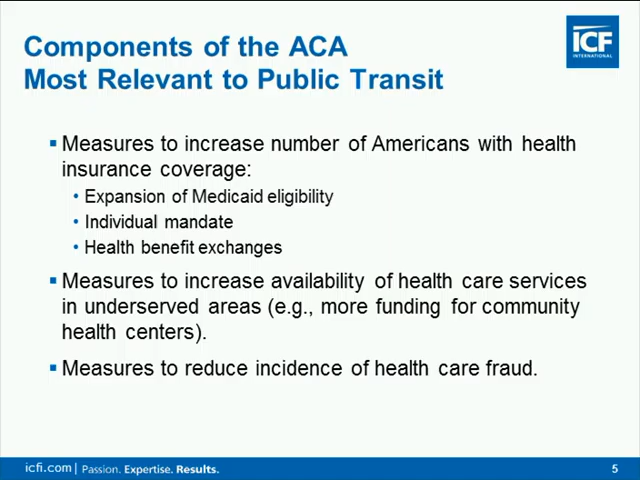 Components of the ACA
Most Relevant to Public Transit
ICF
INTERNATIONAL
▪ Measures to increase number of Americans with health
insurance coverage:
• Expansion of Medicaid eligibility
• Individual mandate
• Health benefit exchanges
▪ Measures to increase availability of health care services
in underserved areas (e.g., more funding for community
health centers).
▪ Measures to reduce incidence of health care fraud.
icfi.com | Passion. Expertise. Results.
5